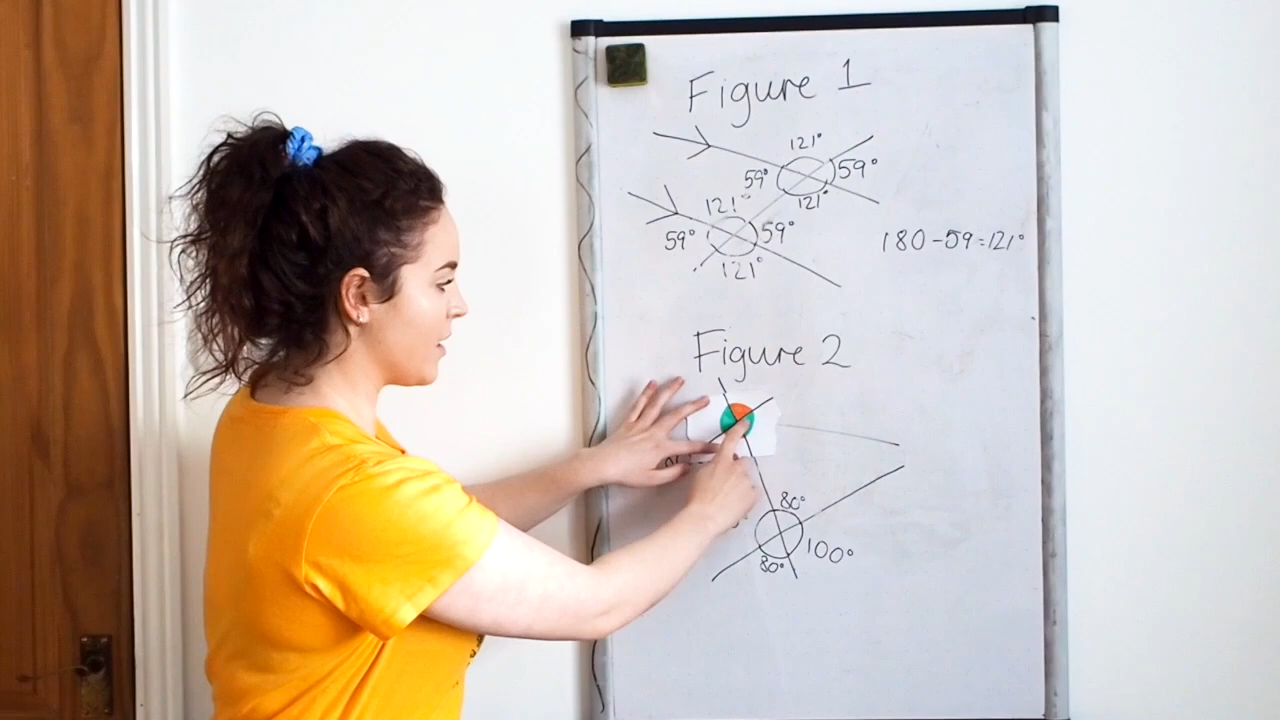 Figure 1
121°
59° 59°
121° 121°
59° 59° 180-59=121°
121°
Figure 2
80°
100°
80°